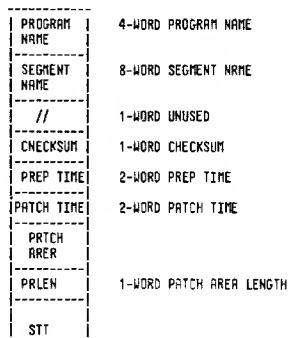 PROGRAM NAME 4-WORD PROGRAM NAME
SEGMENT NAME 8-WORD SEGMENT NAME
// 1-WORD UNUSED
CHECKSUM 1-WORD CHECKSUM
PREP TIME 2-WORD PREP TIME
PATCH TIME 2-WORD PATCH TIME
PATCH
AREA
PRLEN 1-WORD PATCH AREA LENGTH
STT